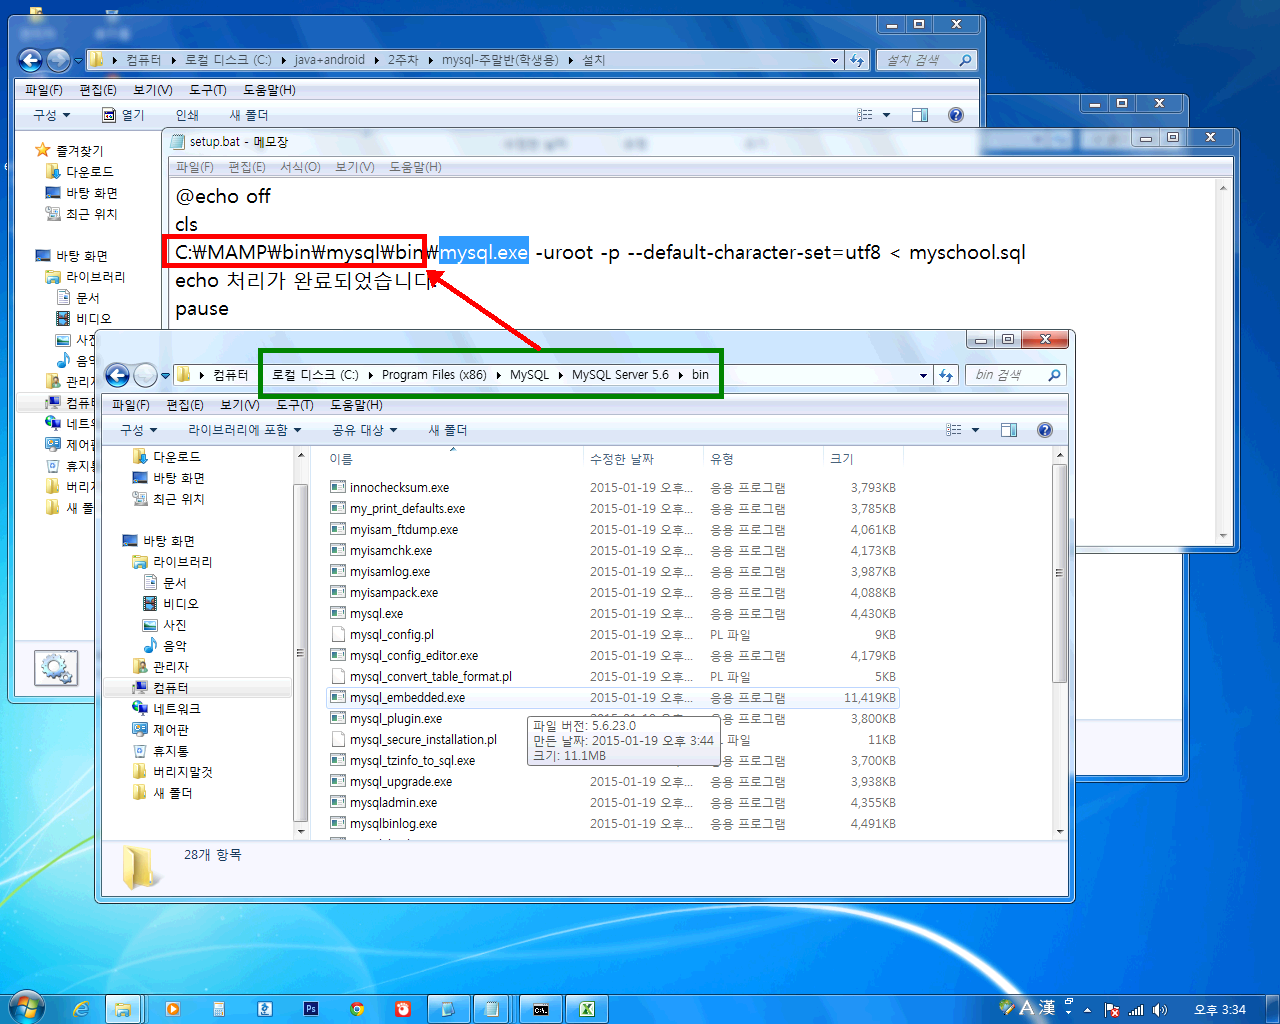 컴퓨터 로컬 디스크 (C:) java+android 2주차 mysql-주말반(학생용) 설치
설치 검색
파일(F) 편집(E) 보기(V) 도구(T) 도움말(H)
구성 열기 인쇄 새 폴더
즐겨찾기
다운로드
바탕 화면
최근 위치
바탕 화면
라이브러리
문서
비디오
관리
네트워
제어판
휴지통
버리지
새 폴
setup.bat - 메모장
파일(F) 편집(E) 서식(O) 보기(V) 도움말(H)
@echo off
cls
C:₩MAMP₩bin₩mysql₩bin₩mysql.exe -uroot -p --default-character-set=utf8 < myschool.sql
echo 처리가 완료되었습니다.
pause
컴퓨터 로컬 디스크 (C:) Program Files (x86) MySQL MySQL Server 5.6 bin
bin 검색
파일(F) 편집(E) 보기(V) 도구(T) 도움말(H)
구성 라이브러리에 포함 공유 대상 새 폴더
다운로드
바탕 화면
최근 위치
바탕 화면
라이브러리
문서
비디오
사진
음악
관리자
컴퓨터
네트워크
제어판
휴지통
버리지말것
새 폴더
이름 수정한 날짜 유형 크기
innochecksum.exe 2015-01-19 오후... 응용 프로그램 3,793KB
my_print_defaults.exe 2015-01-19 오후... 응용 프로그램 3,785KB
myisam_ftdump.exe 2015-01-19 오후... 응용 프로그램 4,061KB
myisamchk.exe 2015-01-19 오후... 응용 프로그램 4,173KB
myisamlog.exe 2015-01-19 오후... 응용 프로그램 3,987KB
myisampack.exe 2015-01-19 오후... 응용 프로그램 4,088KB
mysql.exe 2015-01-19 오후... 응용 프로그램 4,430KB
mysql_config.pl 2015-01-19 오후... PL 파일 9KB
mysql_config_editor.exe 2015-01-19 오후... 응용 프로그램 4,179KB
mysql_convert_table_format.pl 2015-01-19 오후... PL 파일 5KB
mysql_embedded.exe 2015-01-19 오후... 응용 프로그램 11,419KB
mysql_plugin.exe 응용 프로그램 3,800KB
mysql_secure_installation.pl 파일 11KB
mysql_tzinfo_to_sql.exe 3,700KB
mysql_upgrade.exe 2015-01-19 오후... 응용 프로그램 3,938KB
mysqladmin.exe 2015-01-19 오후... 응용 프로그램 4,355KB
mysqlbinlog.exe 2015-01-19 오후... 응용 프로그램 4,491KB
파일 버전: 5.6.23.0
만든 날짜: 2015-01-19 오후 3:44
크기: 11.1MB
28개 항목
A 漢
오후 3:34